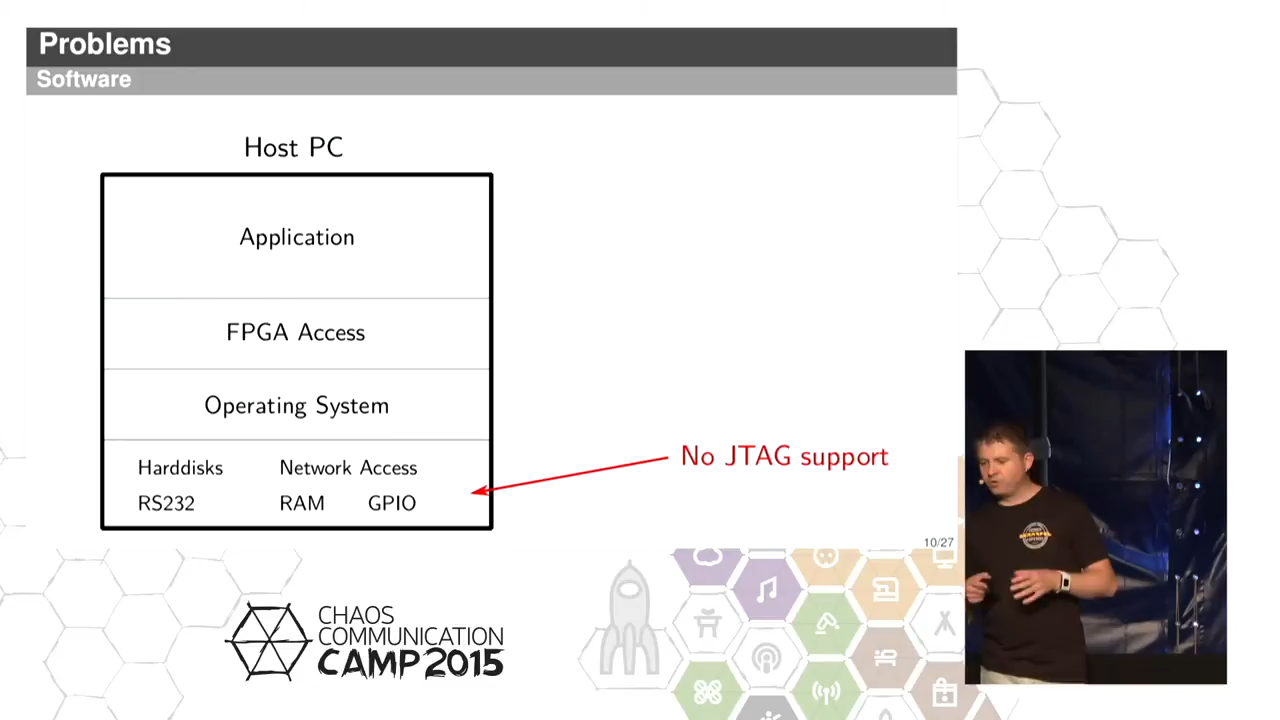 Problems
Software
Host PC
Application
FPGA Access
Operating System
Harddisks Network Access
RS232 RAM GPIO
No JTAG support
10/27
CHAOS
COMMUNICATION
CAMP 2015